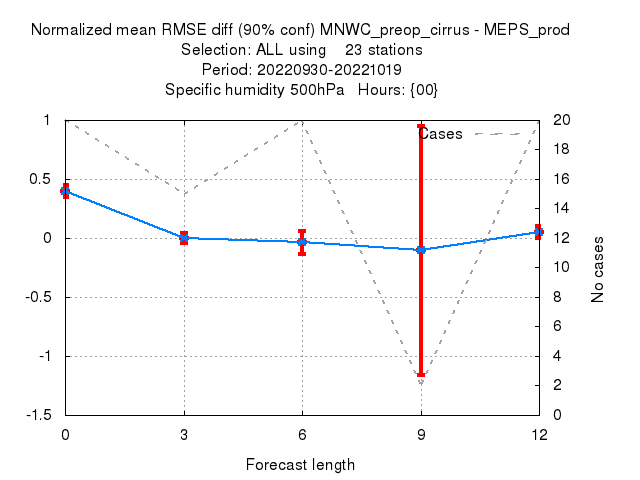 Normalized mean RMSE diff (90% conf) MNWC_preop_cirrus - MEPS_prod
Selection: ALL using    23 stations
Period: 20220930-20221019
Specific humidity 500hPa   Hours: {00}
Cases
1
0.5
0
-0.5
-1
-1.5
20
18
16
14
12
10
8
6
4
2
0
No cases
0 3 6 9 12
Forecast length